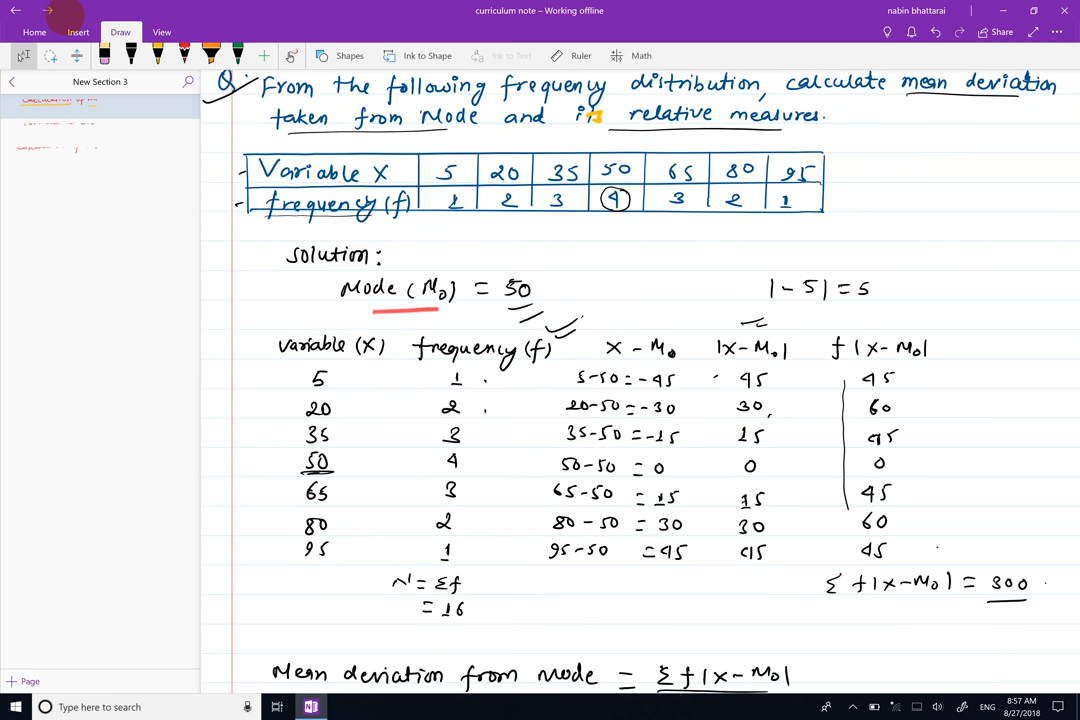 curriculum note – Working offline
nabin bhattarai
Home Insert Draw View
Share
Shapes Ink to Shape Ink to Text Ruler Math
New Section 3
Q. From the following frequency distribution, calculate mean deviation
taken from Mode and its relative measures.
Variable X 5 20 35 50 65 80 95
frequency (f) 1 2 3 4 3 2 1
Solution:
Mode (Mo) = 50 |-5| = 5
Variable (X) frequency (f) X - Mo |X-Mo| f |X-Mo|
5 1 5-50 = -45 45 45
20 2 20-50 = -30 30 60
35 3 35-50 = -15 15 45
50 4 50-50 = 0 0 0
65 3 65-50 = 15 15 45
80 2 80-50 = 30 30 60
95 1 95-50 = 45 45 45
N = Σf Σ f |X-Mo| = 300
= 16
Mean deviation from mode = Σ f |X-Mo|
+ Page
Type here to search
ENG
8:57 AM
8/27/2018